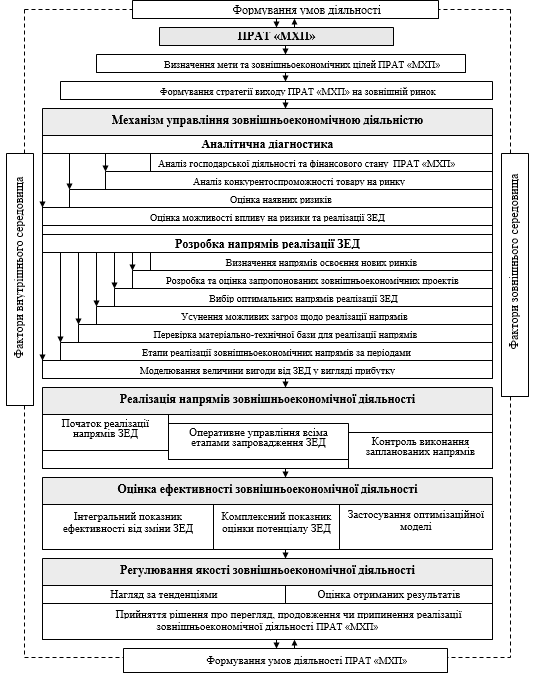 Формування умов діяльності
ПРАТ «МХП»
Визначення мети та зовнішньоекономічних цілей ПРАТ «МХП»
Формування стратегії виходу ПРАТ «МХП» на зовнішній ринок
Механізм управління зовнішньоекономічною діяльністю
Аналітична діагностика
Аналіз господарської діяльності та фінансового стану ПРАТ «МХП»
Аналіз конкурентоспроможності товару на ринку
Оцінка наявних ризиків
Оцінка можливості впливу на ризики та реалізації ЗЕД
Розробка напрямів реалізації ЗЕД
Визначення напрямів освоєння нових ринків
Розробка та оцінка запропонованих зовнішньоекономічних проектів
Вибір оптимальних напрямів реалізації ЗЕД
Усунення можливих загроз щодо реалізації напрямів
Перевірка матеріально-технічної бази для реалізації напрямів
Етапи реалізації зовнішньоекономічних напрямів за періодами
Моделювання величини вигоди від ЗЕД у вигляді прибутку
Фактори внутрішнього середовища
Фактори зовнішнього середовища
Реалізація напрямів зовнішньоекономічної діяльності
Початок реалізації
напрямів ЗЕД
Оперативне управління всіма
етапами запровадження ЗЕД
Контроль виконання
запланованих напрямів
Оцінка ефективності зовнішньоекономічної діяльності
Інтегральний показник
ефективності від зміни ЗЕД
Комплексний показник
оцінки потенціалу ЗЕД
Застосування оптимізаційної
моделі
Регулювання якості зовнішньоекономічної діяльності
Нагляд за тенденціями
Оцінка отриманих результатів
Прийняття рішення про перегляд, продовження чи припинення реалізації
зовнішньоекономічної діяльності ПРАТ «МХП»
Формування умов діяльності ПРАТ «МХП»